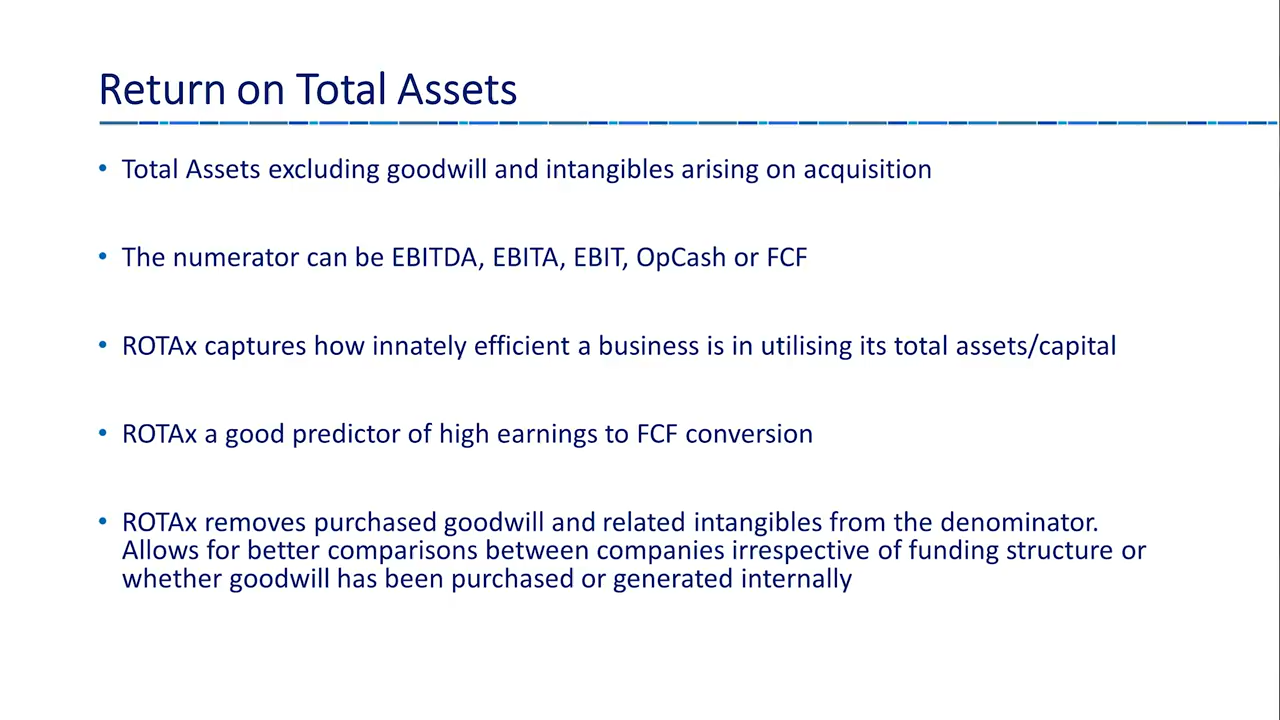 Return on Total Assets
• Total Assets excluding goodwill and intangibles arising on acquisition
• The numerator can be EBITDA, EBITA, EBIT, OpCash or FCF
• ROTAx captures how innately efficient a business is in utilising its total assets/capital
• ROTAx a good predictor of high earnings to FCF conversion
• ROTAx removes purchased goodwill and related intangibles from the denominator.
Allows for better comparisons between companies irrespective of funding structure or
whether goodwill has been purchased or generated internally